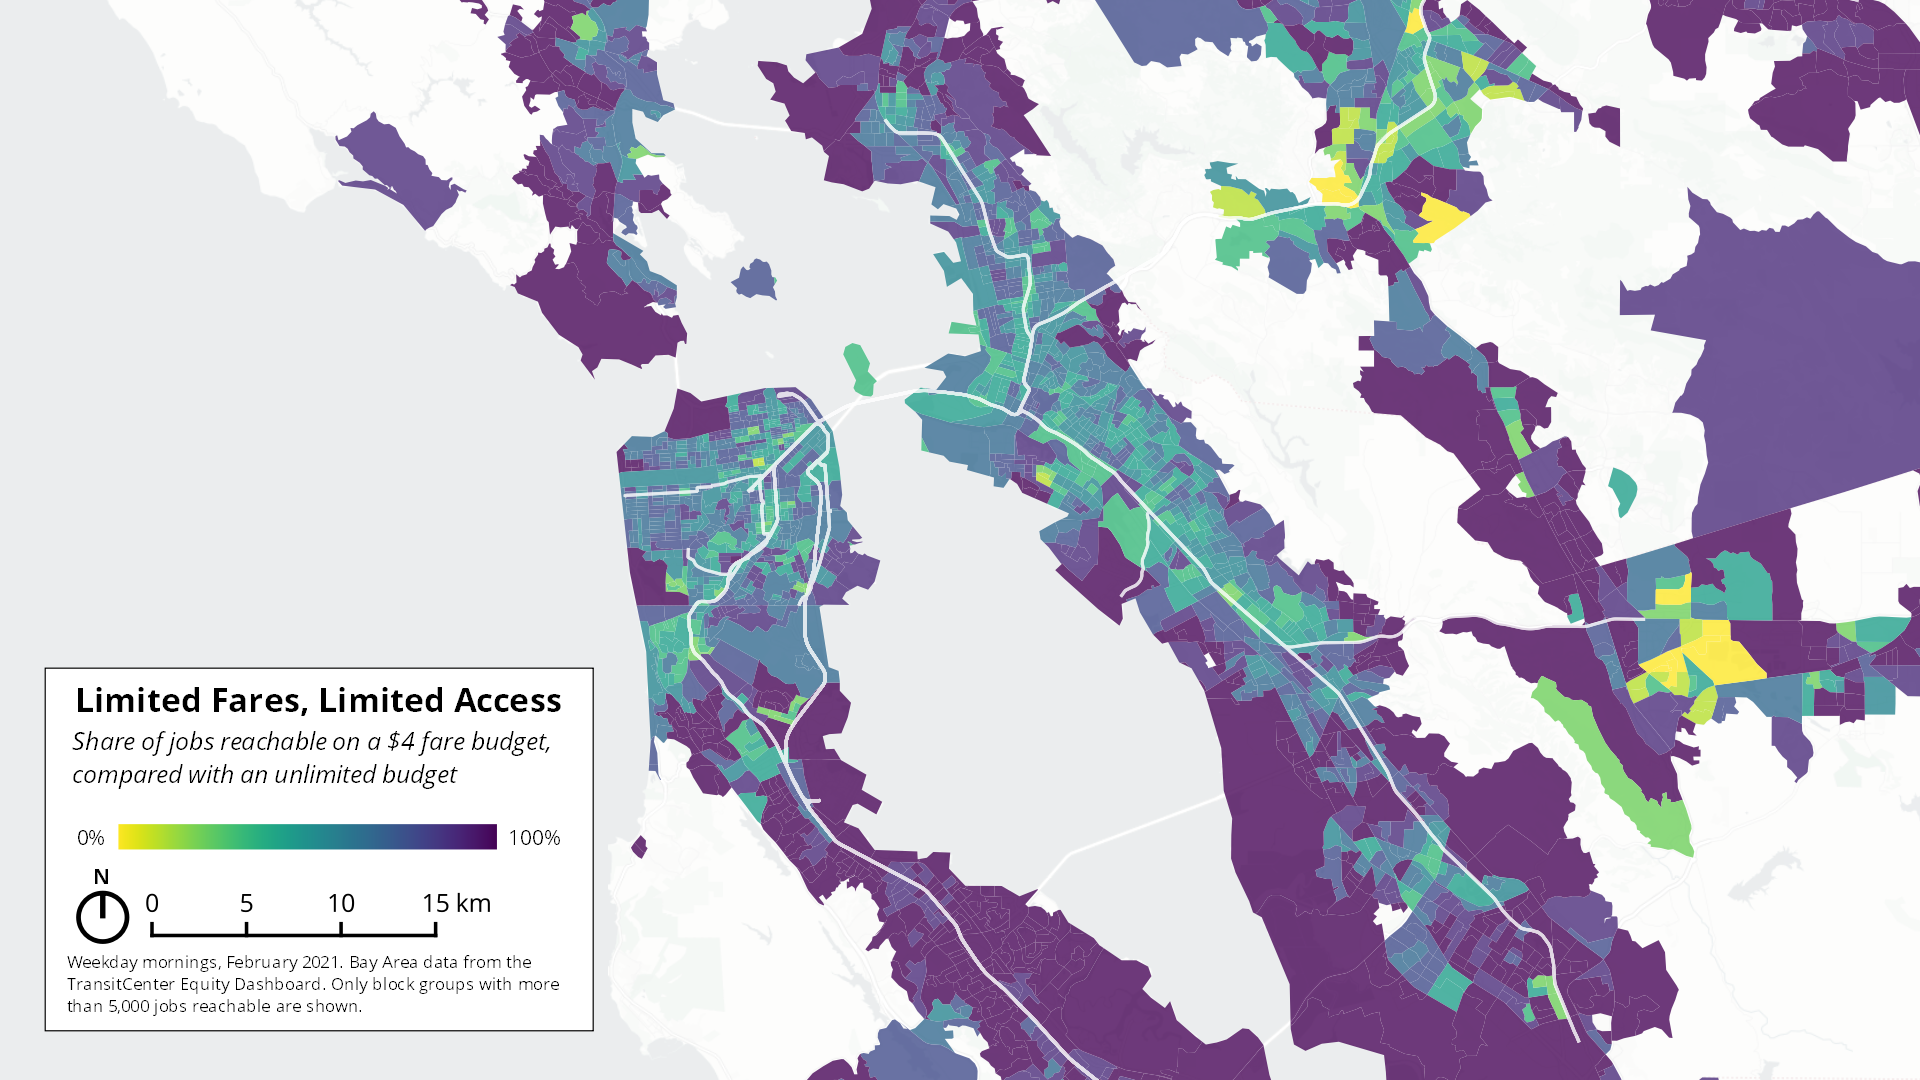 Limited Fares, Limited Access
Share of jobs reachable on a $4 fare budget,
compared with an unlimited budget
0% 100%
N
0 5 10 15 km
Weekday mornings, February 2021. Bay Area data from the
TransitCenter Equity Dashboard. Only block groups with more
than 5,000 jobs reachable are shown.